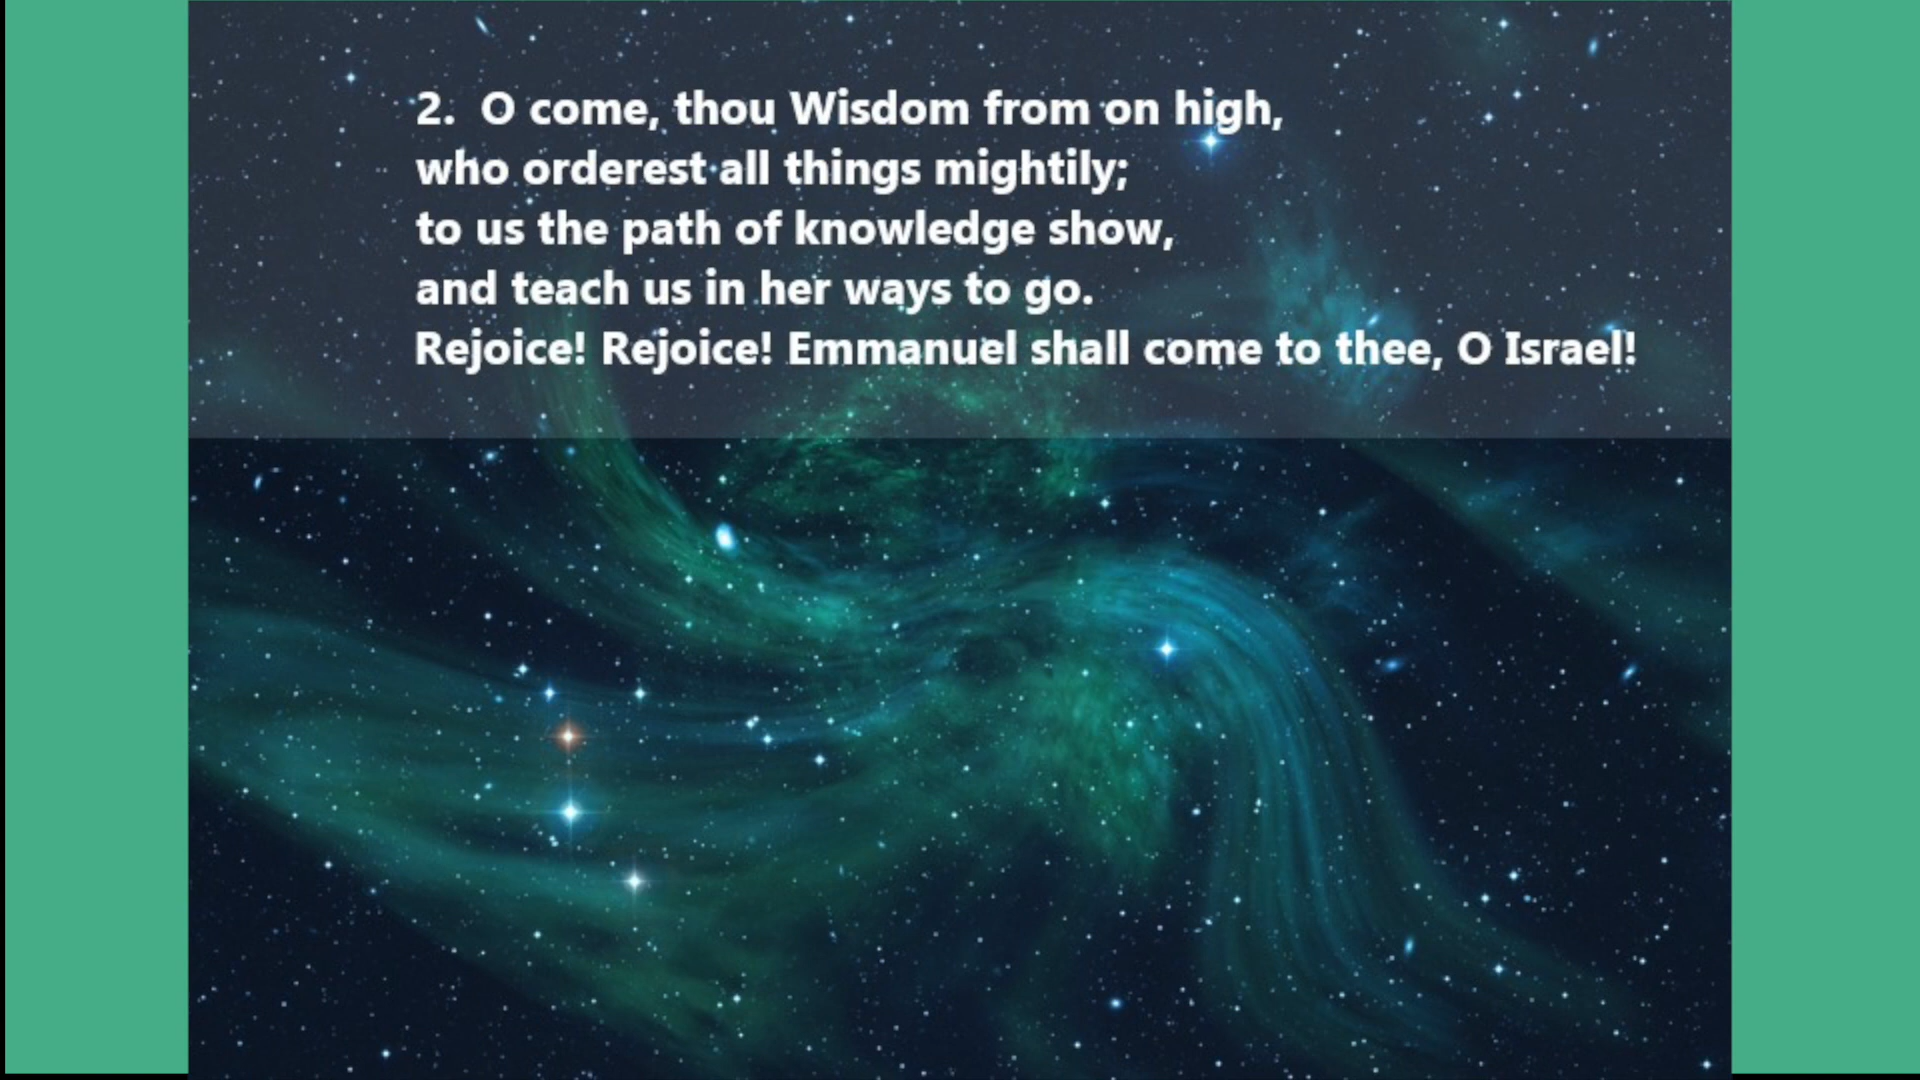 2. O come, thou Wisdom from on high,
who orderest all things mightily;
to us the path of knowledge show,
and teach us in her ways to go.
Rejoice! Rejoice! Emmanuel shall come to thee, O Israel!